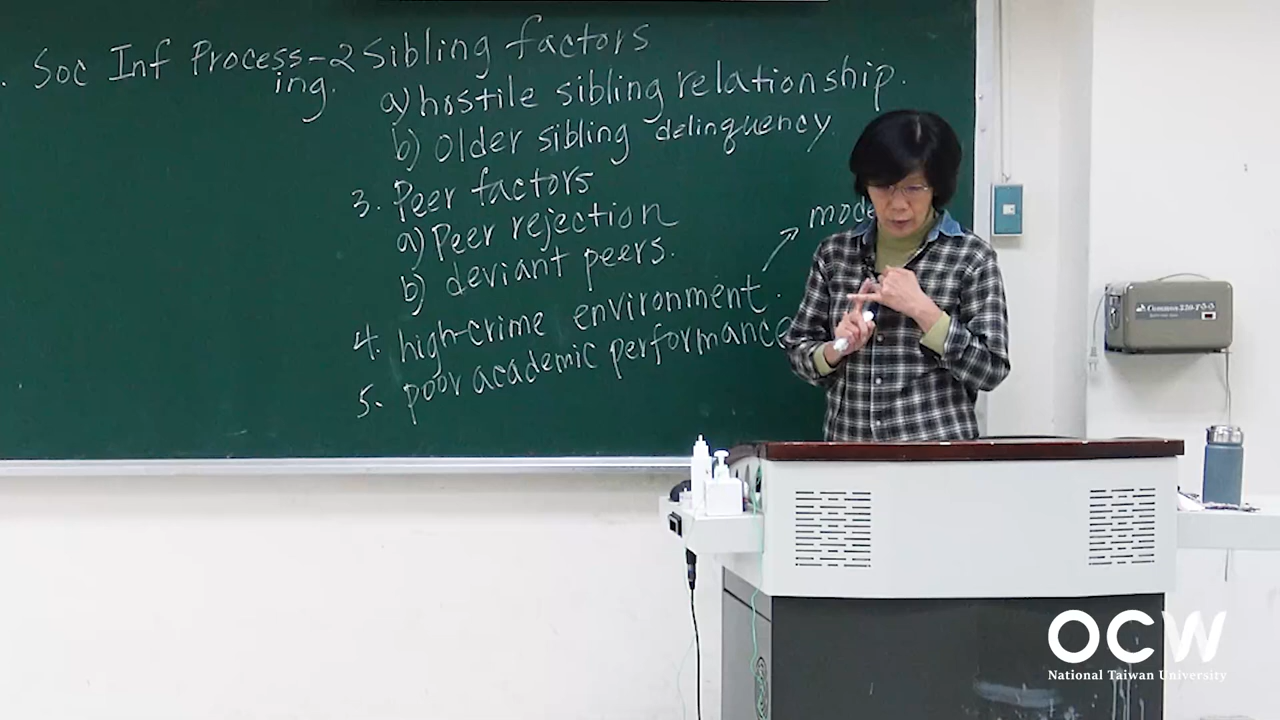 Soc Inf Process-
ing.
2 Sibling factors
a) hostile sibling relationship.
b) Older sibling delinquency.
3. Peer factors
a) Peer rejection
b) deviant peers.
4. high-crime environment.
5. poor academic performance
OCW
National Taiwan University